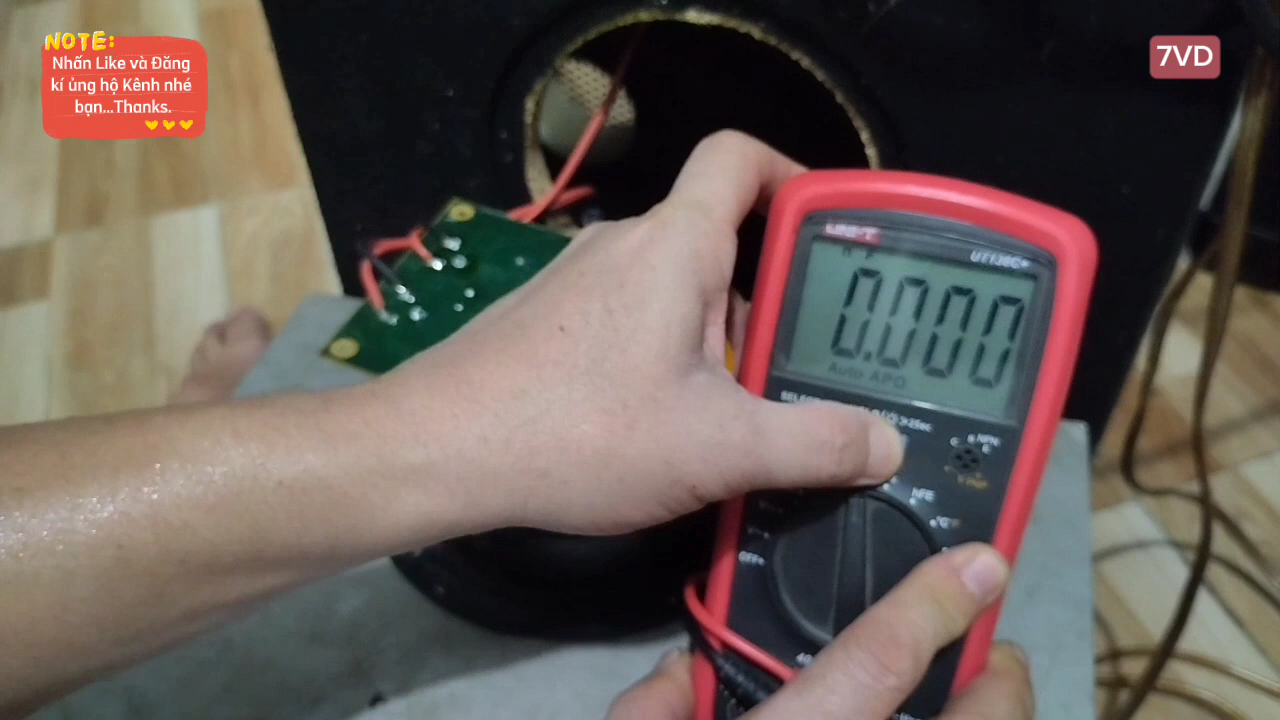 NOTE:
Nhấn Like và Đăng
kí ủng hộ Kênh nhé
bạn...Thanks.
7VD
UNI-T
n F
0.000
Auto APO
hFE
°C
OFF